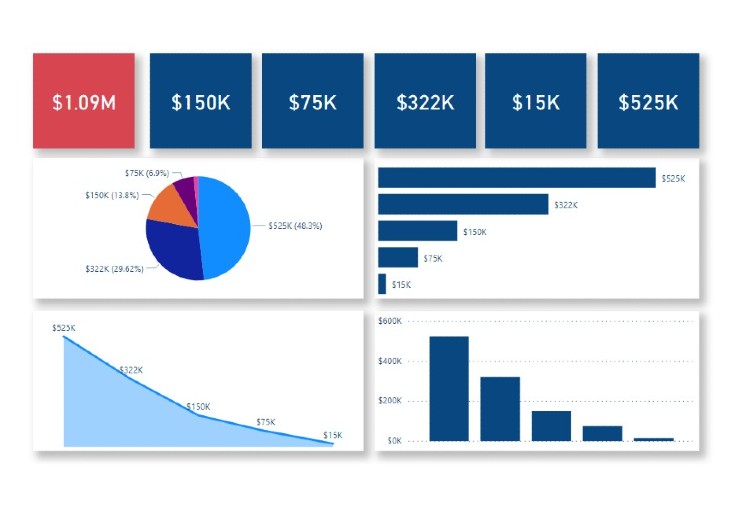 $1.09M
$150K
$75K
$322K
$15K
$525K
$75K (6.9%)
$150K (13.8%)
$525K (48.3%)
$322K (29.62%)
$525K
$322K
$150K
$75K
$15K
$525K
$322K
$150K
$75K
$15K
$600K
$400K
$200K
$0K